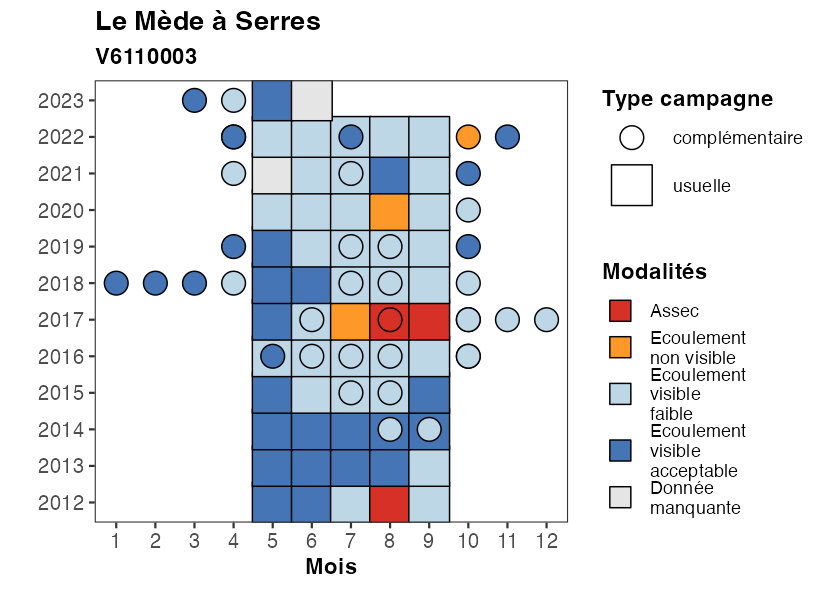 Le Mède à Serres
V6110003
2023
2022
2021
2020
2019
2018
2017
2016
2015
2014
2013
2012
1 2 3 4 5 6 7 8 9 10 11 12
Mois
Type campagne
complémentaire
usuelle
Modalités
Assec
Ecoulement
non visible
Ecoulement
visible
faible
Ecoulement
visible
acceptable
Donnée
manquante